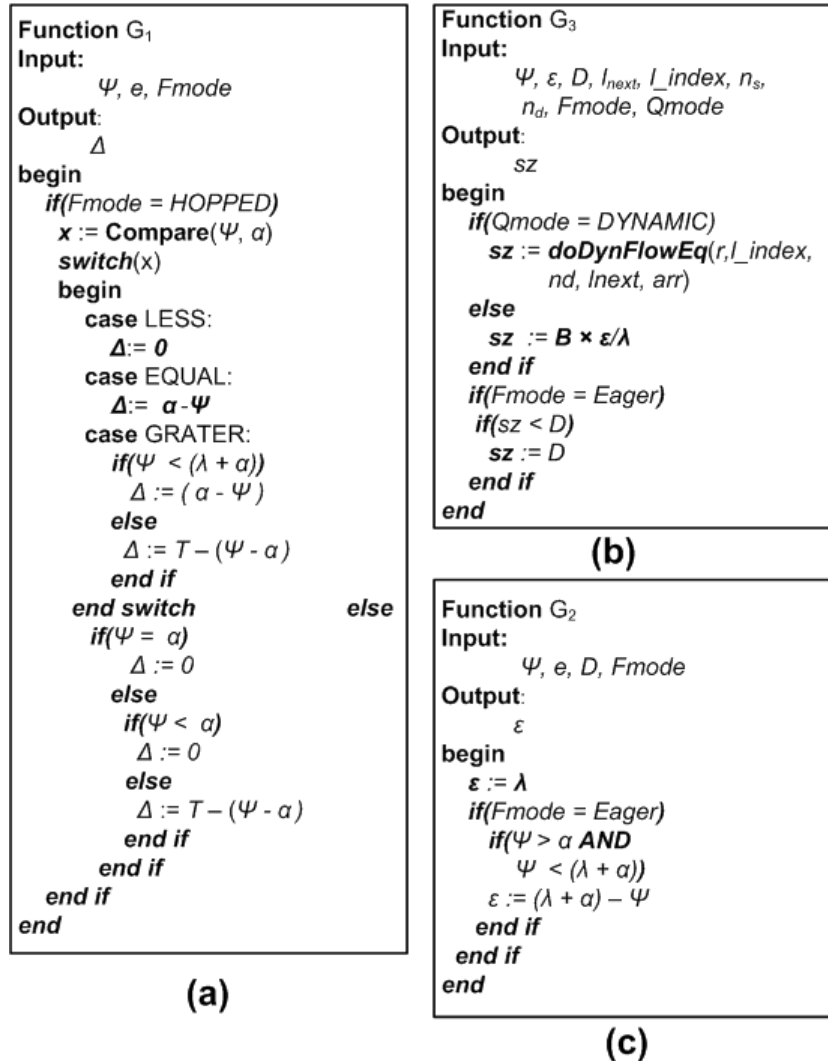 Function G₁
Input:
Ψ, e, Fmode
Output:
Δ
begin
if(Fmode = HOPPED)
x := Compare(Ψ, α)
switch(x)
begin
case LESS:
Δ:= 0
case EQUAL:
Δ:= α-Ψ
case GRATER:
if(Ψ < (λ + α))
Δ := ( α - Ψ )
else
Δ := T – (Ψ - α )
end if
end switch else
if(Ψ = α)
Δ := 0
else
if(Ψ < α)
Δ := 0
else
Δ := T – (Ψ - α )
end if
end if
end if
end
(a)
Function G₃
Input:
Ψ, ε, D, l_next, l_index, n_s,
n_d, Fmode, Qmode
Output:
sz
begin
if(Qmode = DYNAMIC)
sz := doDynFlowEq(r,l_index,
nd, lnext, arr)
else
sz := B × ε/λ
end if
if(Fmode = Eager)
if(sz < D)
sz := D
end if
end
(b)
Function G₂
Input:
Ψ, e, D, Fmode
Output:
ε
begin
ε := λ
if(Fmode = Eager)
if(Ψ > α AND
Ψ < (λ + α))
ε := (λ + α) – Ψ
end if
end if
end
(c)